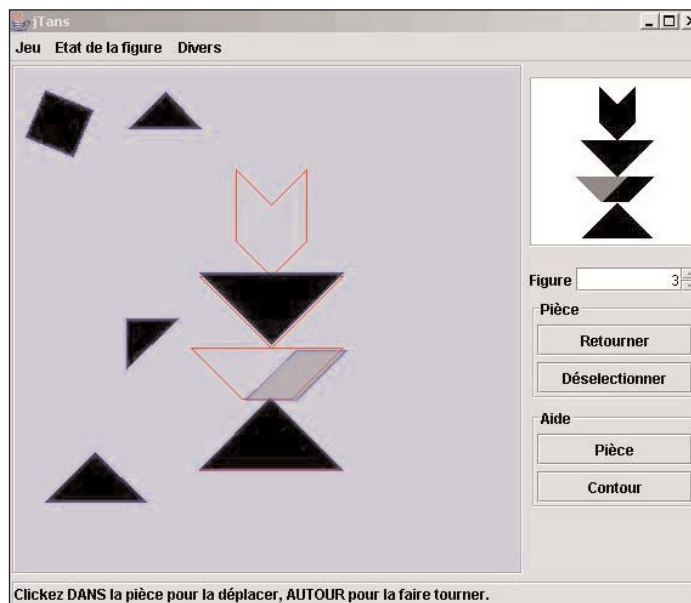 jTans
Jeu Etat de la figure Divers
Figure 3
Pièce
Retourner
Déselectionner
Aide
Pièce
Contour
Clickez DANS la pièce pour la déplacer, AUTOUR pour la faire tourner.